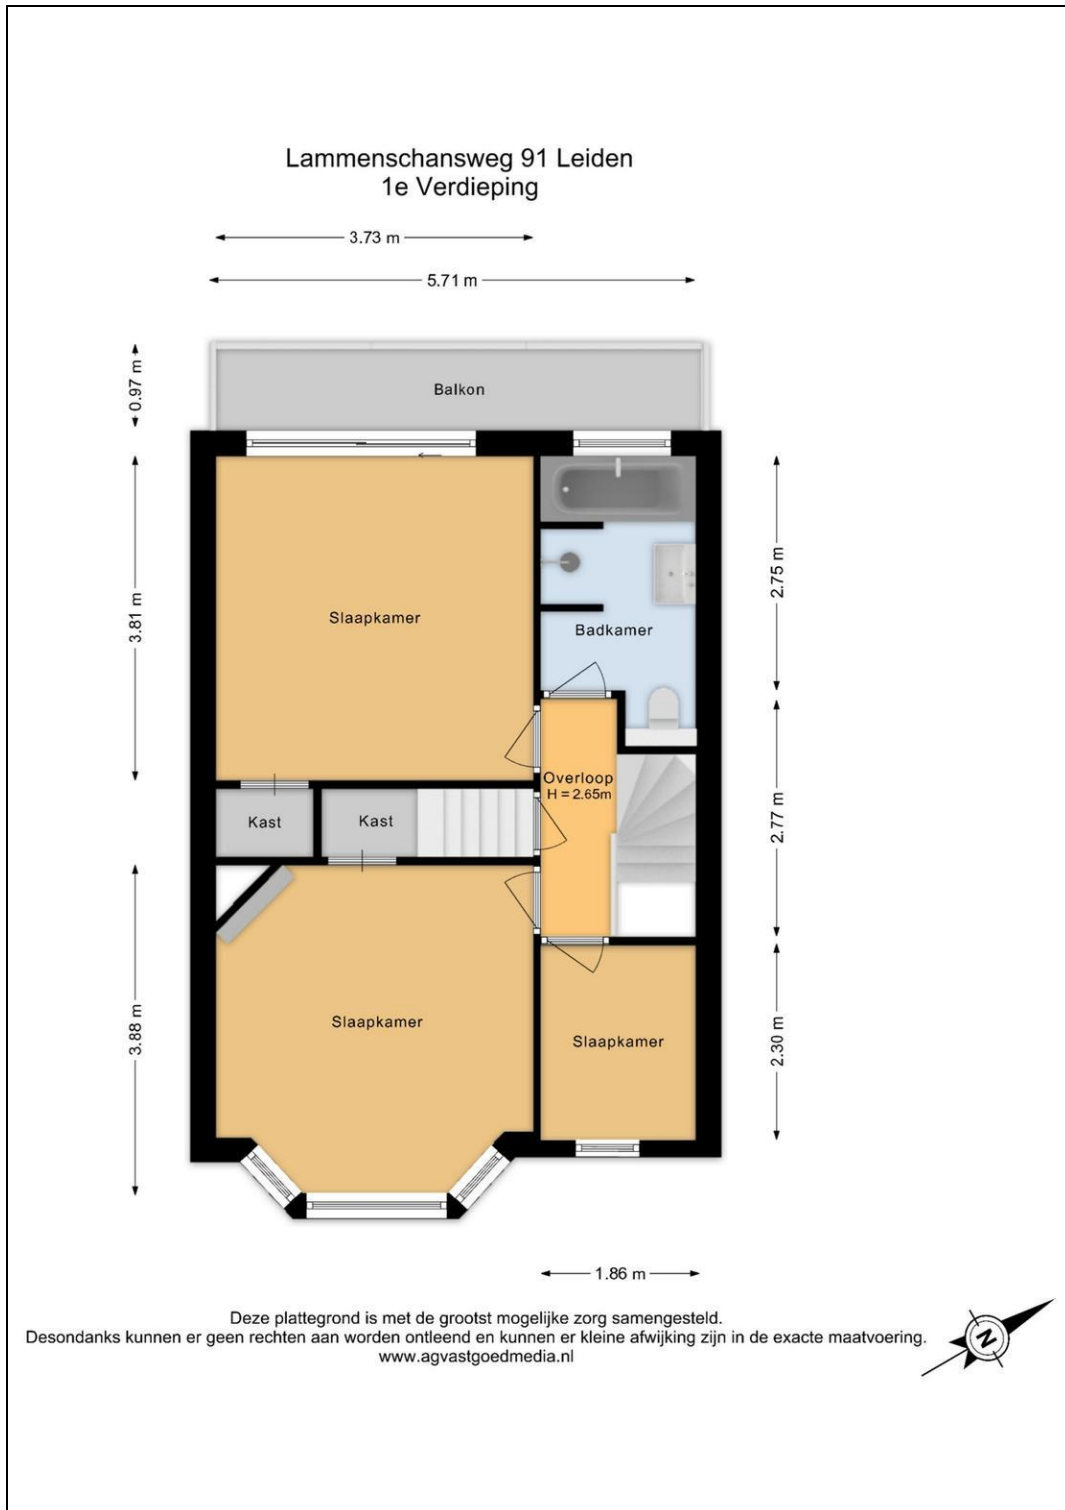 Lammenschansweg 91 Leiden
1e Verdieping
3.73 m
5.71 m
0.97 m
Balkon
3.81 m
Slaapkamer
2.75 m
Badkamer
Overloop
H = 2.65m
Kast
Kast
2.77 m
3.88 m
Slaapkamer
Slaapkamer
2.30 m
1.86 m
Deze plattegrond is met de grootst mogelijke zorg samengesteld.
Desondanks kunnen er geen rechten aan worden ontleend en kunnen er kleine afwijking zijn in de exacte maatvoering.
www.agvastgoedmedia.nl
N